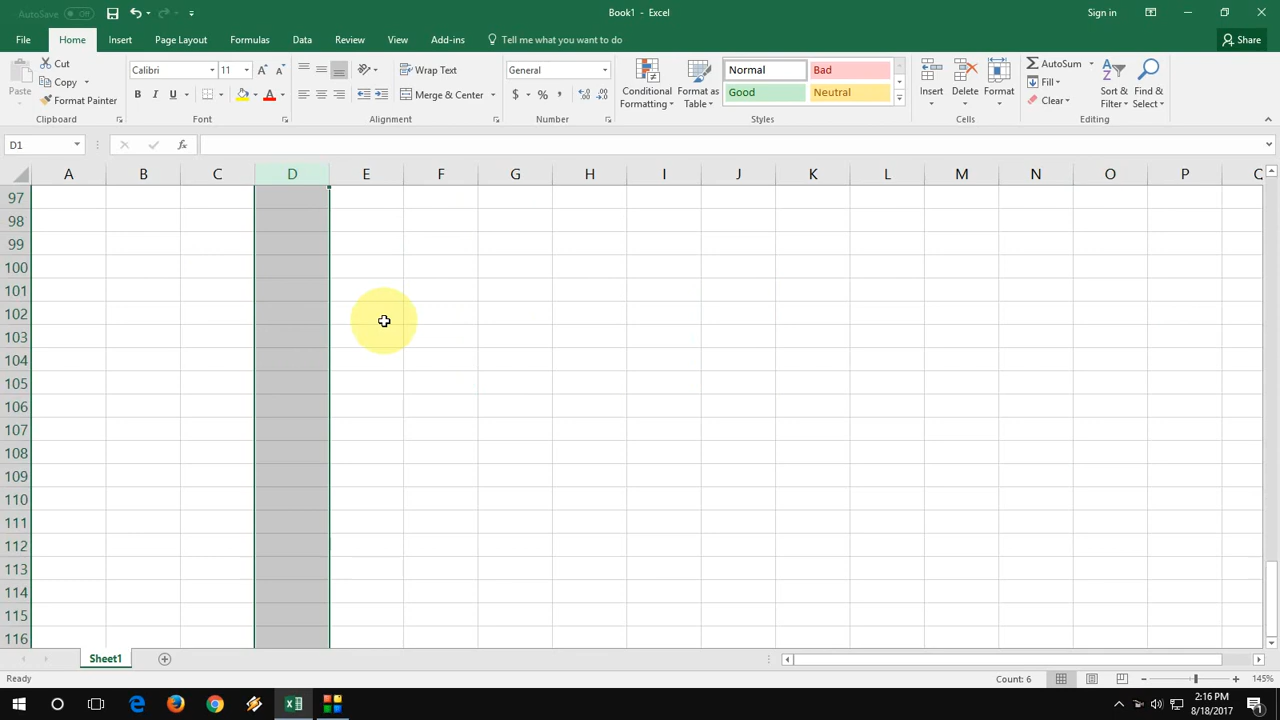 AutoSave Off
Book1 - Excel
Sign in
File Home Insert Page Layout Formulas Data Review View Add-ins Tell me what you want to do Share
Paste
Cut
Copy
Format Painter
Clipboard
Calibri 11
B I U
A A A
Font
Wrap Text
Merge & Center
Alignment
General
$ % ,
Number
Conditional Formatting
Format as Table
Normal Bad
Good Neutral
Styles
Insert
Delete
Format
Cells
AutoSum
Fill
Clear
Sort & Filter
Find & Select
Editing
D1 fx
A B C D E F G H I J K L M N O P Q
97
98
99
100
101
102
103
104
105
106
107
108
109
110
111
112
113
114
115
116
Sheet1
Ready Count: 6 145%
2:16 PM
8/18/2017
1